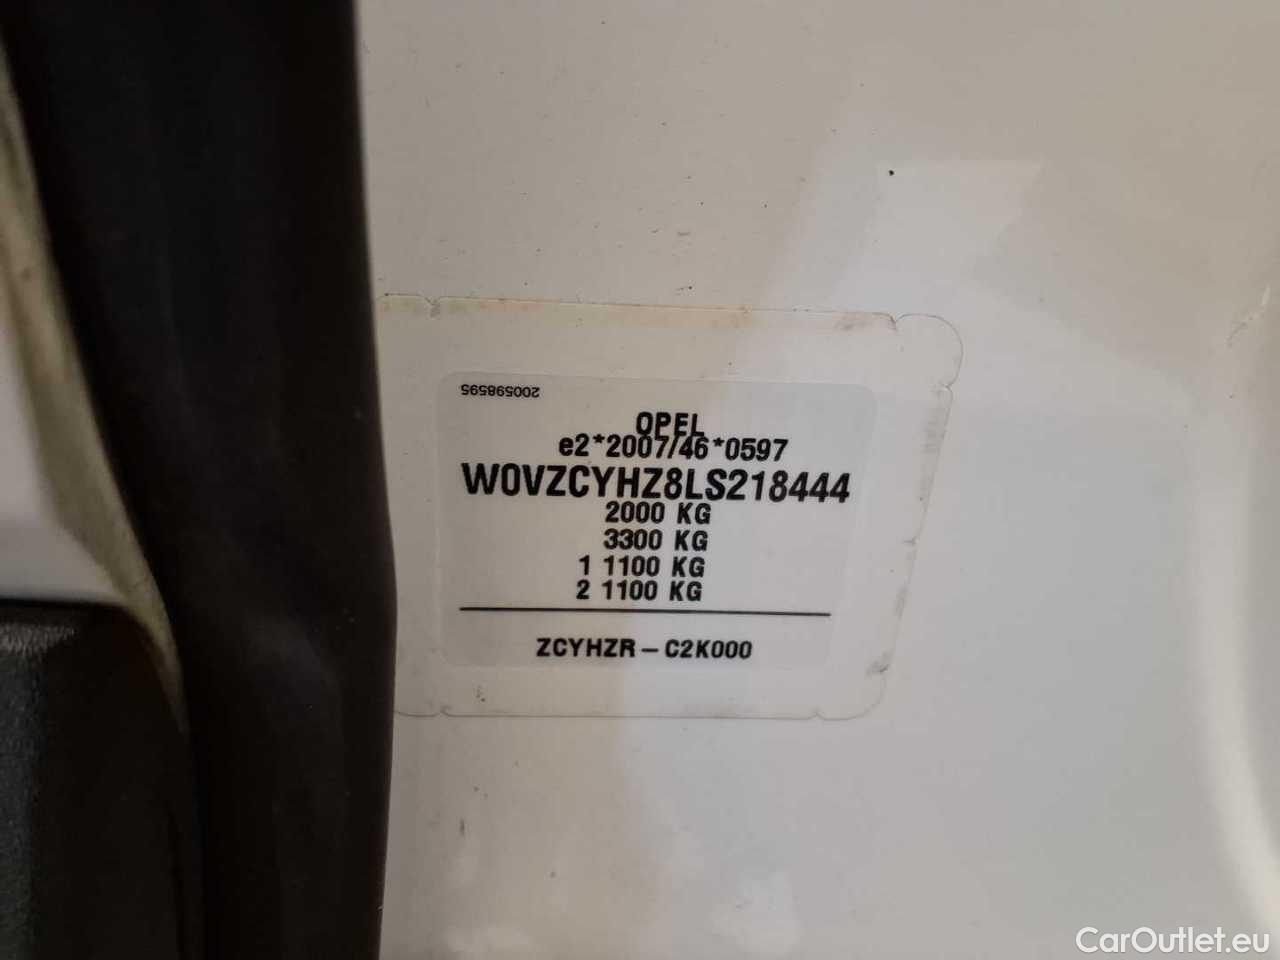 200598595
OPEL
e2*2007/46*0597
W0VZCYHZ8LS218444
2000 KG
3300 KG
1 1100 KG
2 1100 KG
ZCYHZR - C2K000
CarOutlet.eu